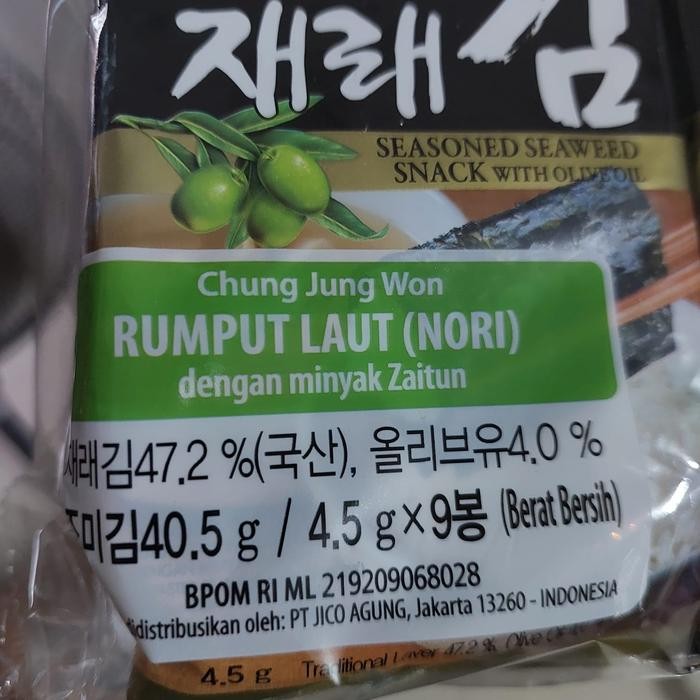 재래김
SEASONED SEAWEED
SNACK WITH OLIVE OIL
Chung Jung Won
RUMPUT LAUT (NORI)
dengan minyak Zaitun
재래김47.2 %(국산), 올리브유4.0 %
조미김40.5 g / 4.5 g×9봉 (Berat Bersih)
BPOM RI ML 219209068028
didistribusikan oleh: PT JICO AGUNG, Jakarta 13260 - INDONESIA
4.5 g Traditional Laver 47.2 % Olive